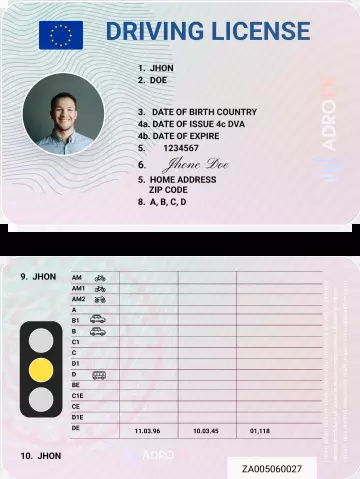 DRIVING LICENSE
1. JHON
2. DOE
3. DATE OF BIRTH COUNTRY
4a. DATE OF ISSUE 4c DVA
4b. DATE OF EXPIRE
5. 1234567
6. Jhone Doe
5. HOME ADDRESS
ZIP CODE
8. A, B, C, D
ADRO
9. JHON
AM
AM1
AM2
A
B1
B
C1
C
D1
D
BE
C1E
CE
D1E
DE 11.03.96 10.03.45 01,118
10. JHON
ADRO
ZA005060027